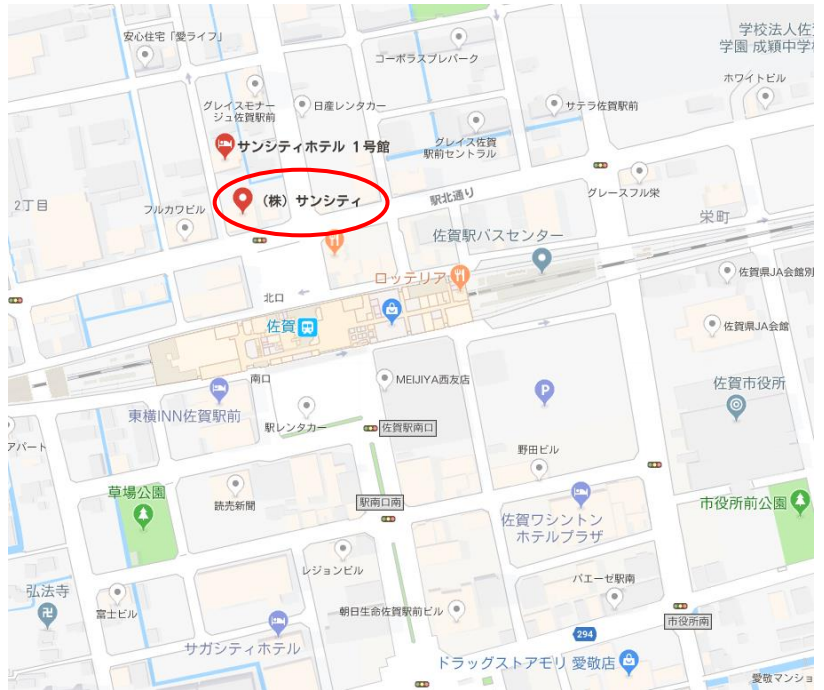 安心住宅「愛ライフ」
コーポラスプレパーク
学校法人佐
学園 成穎中学
ホワイトビル
グレイスモナー
ジュ佐賀駅前
日産レンタカー
サテラ佐賀駅前
サンシティホテル 1号館
グレイス佐賀
駅前セントラル
2丁目
フルカワビル
(株) サンシティ
駅北通り
グレースフル栄
栄町
佐賀駅バスセンター
ロッテリア
佐賀県JA会館別
北口
佐賀
佐賀県JA会館
南口
MEIJIYA西友店
佐賀市役所
東横INN佐賀駅前
駅レンタカー
佐賀駅南口
アパート
野田ビル
草場公園
読売新聞
駅南口南
佐賀ワシントン
ホテルプラザ
市役所前公園
レジョンビル
パエーゼ駅南
弘法寺
卍
富士ビル
朝日生命佐賀駅前ビル
市役所南
294
サガシティホテル
ドラッグストアモリ 愛敬店
愛敬マンショ